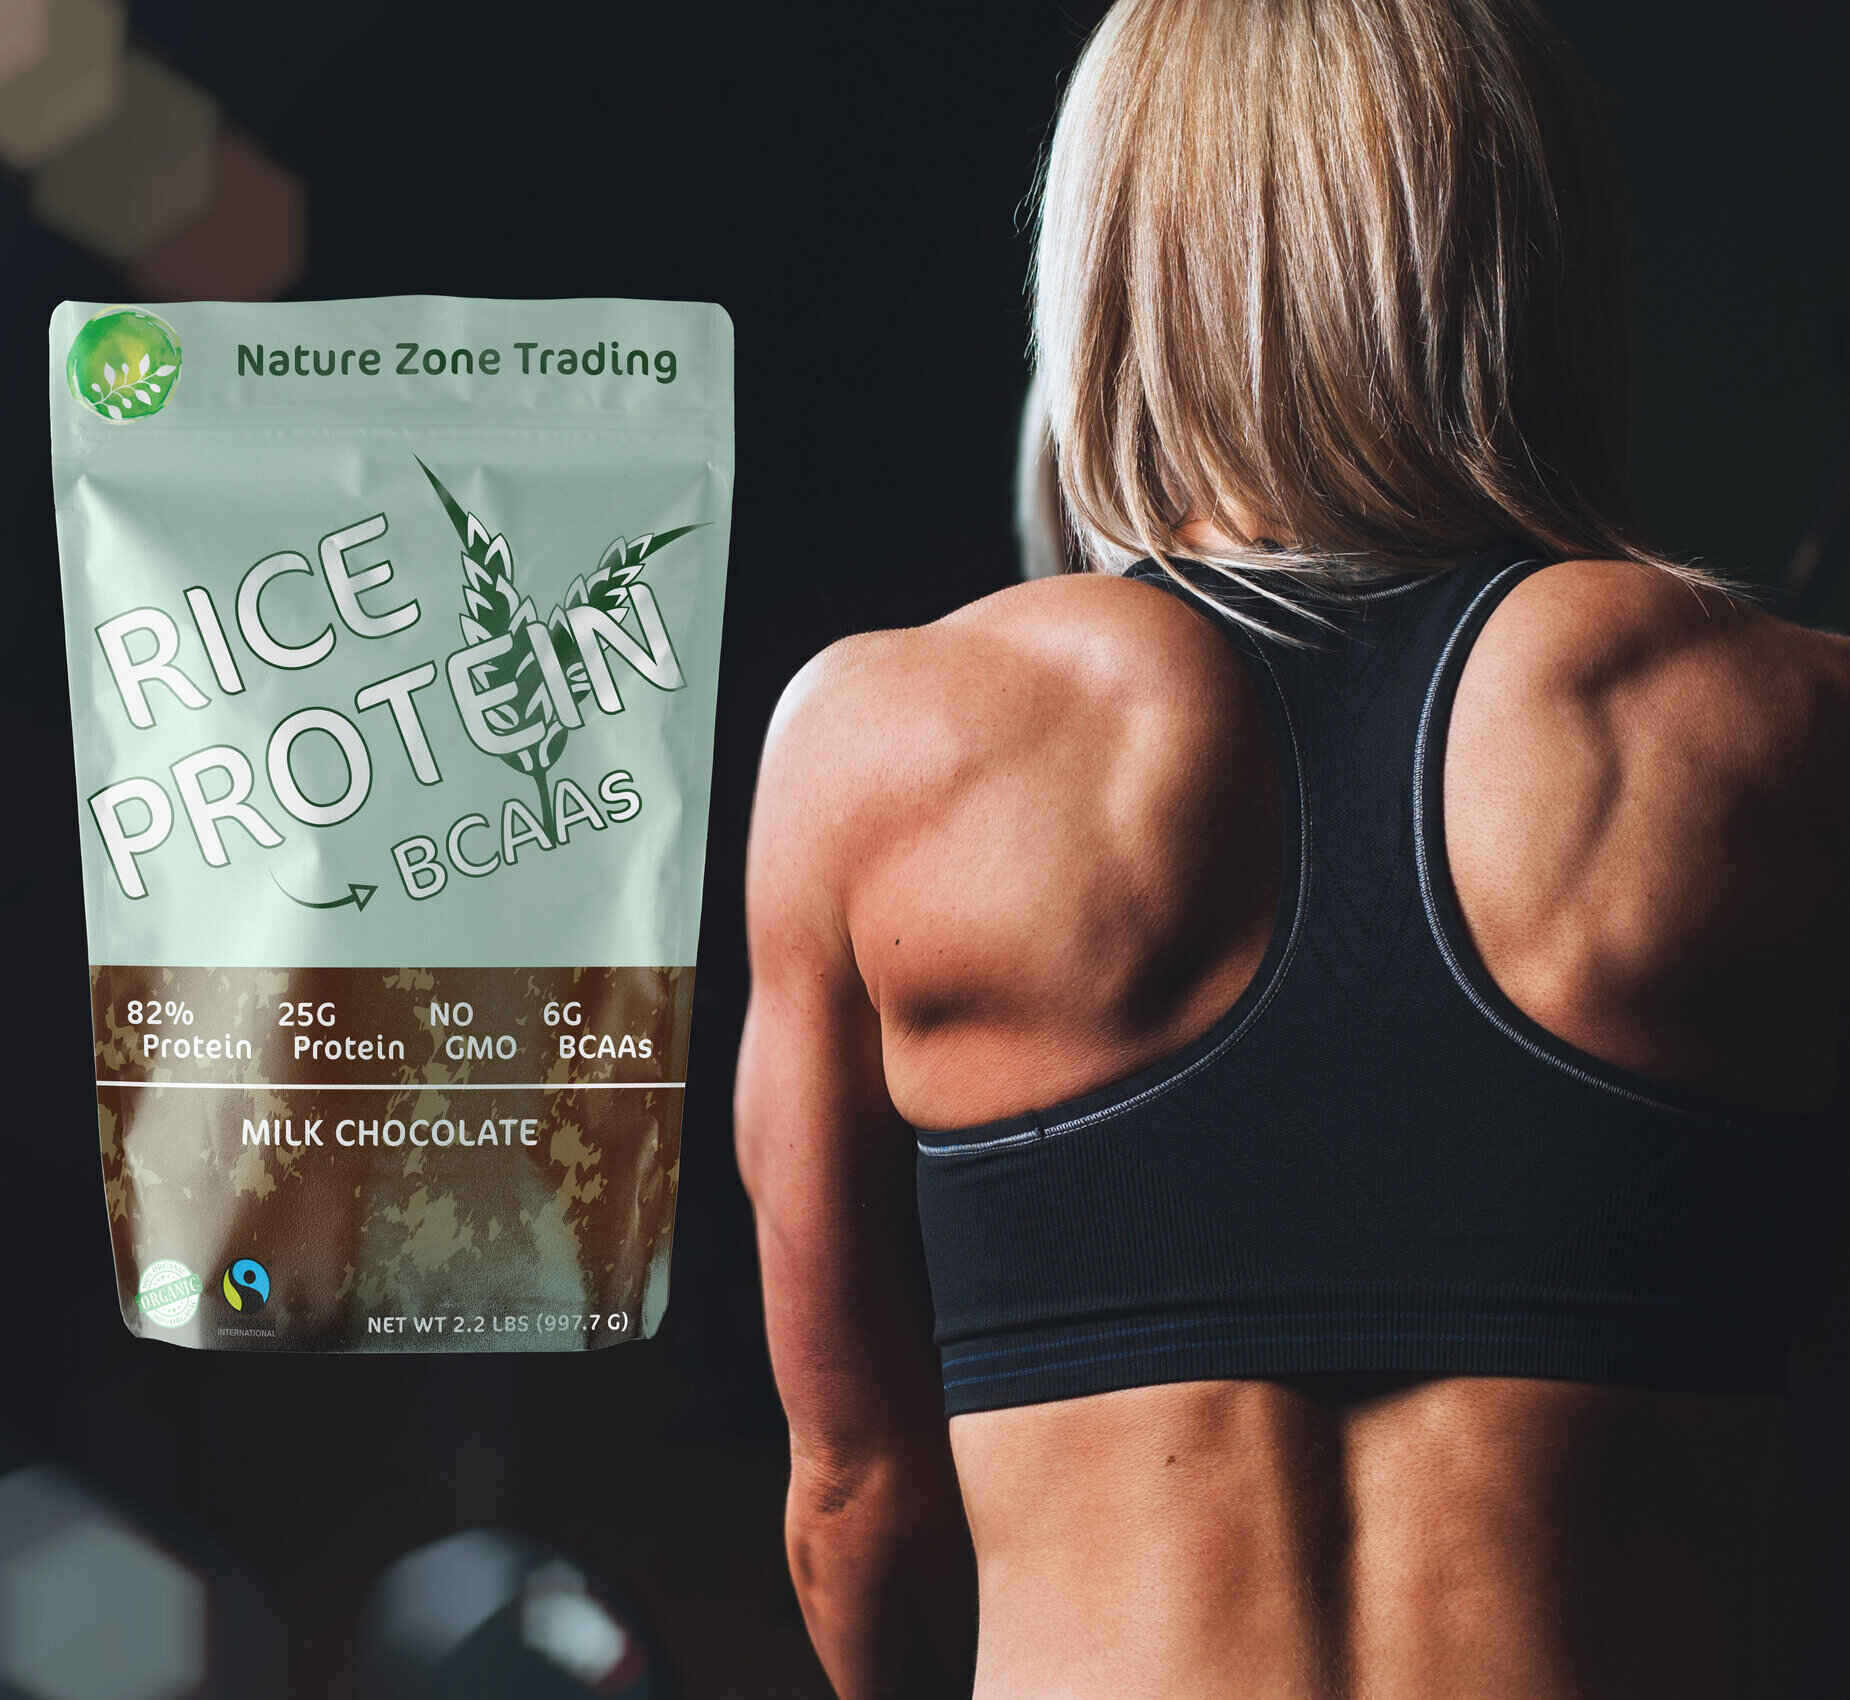 Nature Zone Trading
RICE
PROTEIN
BCAAs
82% 25G NO 6G
Protein Protein GMO BCAAs
MILK CHOCOLATE
ORGANIC
INTERNATIONAL
NET WT 2.2 LBS (997.7 G)